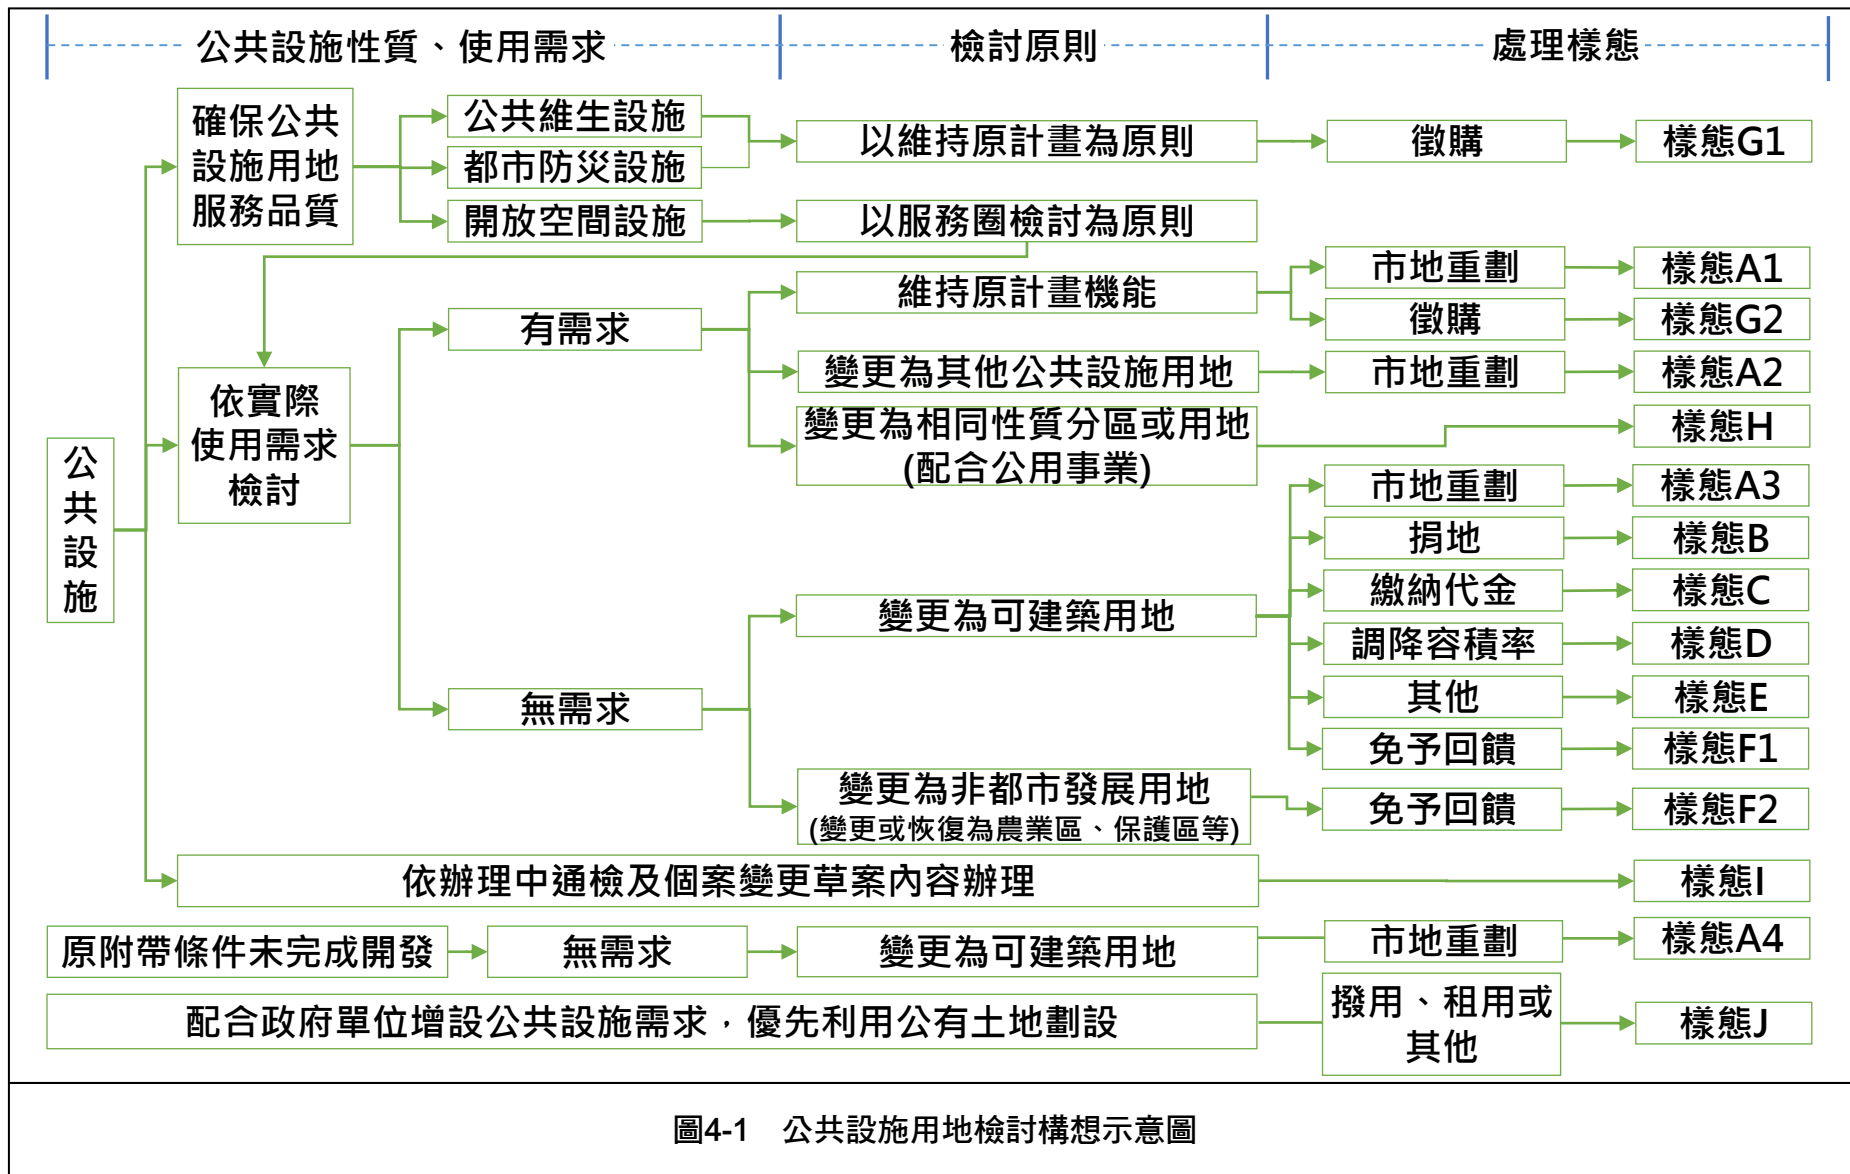 公共設施性質、使用需求
檢討原則
處理樣態
確保公共
設施用地
服務品質
公共維生設施
都市防災設施
開放空間設施
以維持原計畫為原則
以服務圈檢討為原則
徵購
樣態G1
公
共
設
施
依實際
使用需求
檢討
有需求
維持原計畫機能
市地重劃
樣態A1
徵購
樣態G2
變更為其他公共設施用地
市地重劃
樣態A2
變更為相同性質分區或用地
(配合公用事業)
樣態H
無需求
變更為可建築用地
市地重劃
樣態A3
捐地
樣態B
繳納代金
樣態C
調降容積率
樣態D
其他
樣態E
免予回饋
樣態F1
變更為非都市發展用地
(變更或恢復為農業區、保護區等)
免予回饋
樣態F2
依辦理中通檢及個案變更草案內容辦理
樣態I
原附帶條件未完成開發
無需求
變更為可建築用地
市地重劃
樣態A4
配合政府單位增設公共設施需求，優先利用公有土地劃設
撥用、租用或
其他
樣態J
圖4-1　公共設施用地檢討構想示意圖